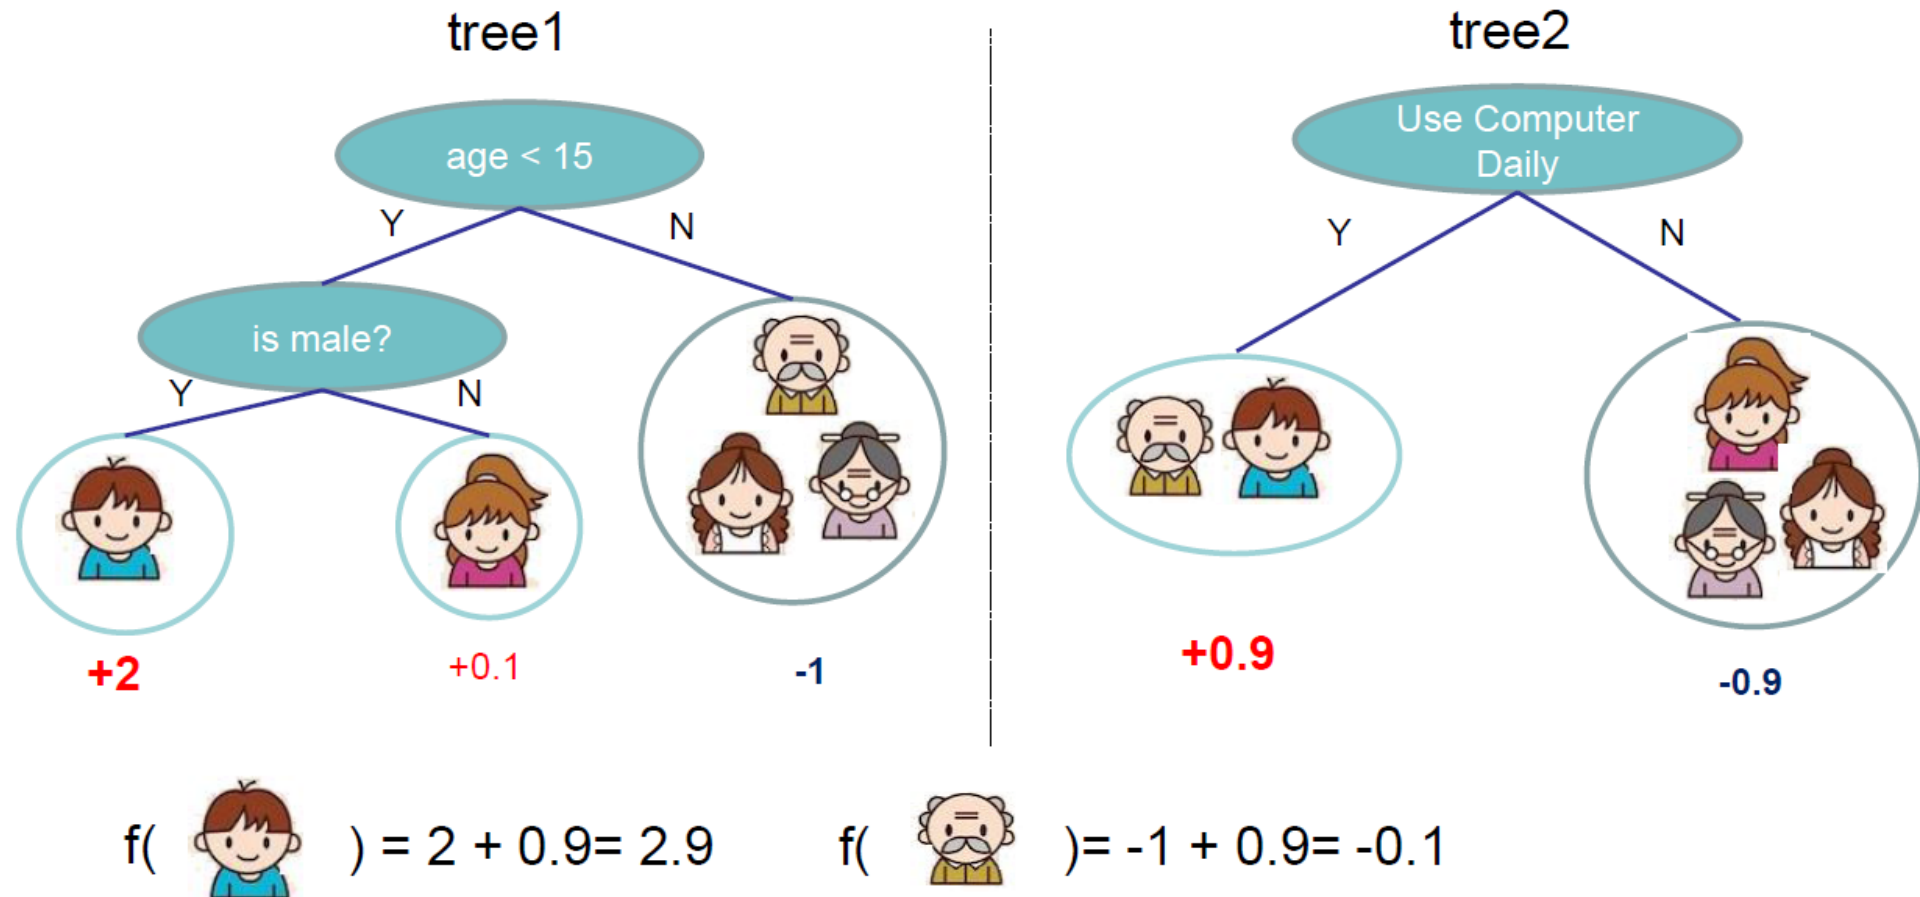 tree1
age < 15
Y
N
is male?
Y
N
+2
+0.1
-1
tree2
Use Computer
Daily
Y
N
+0.9
-0.9
f( ) = 2 + 0.9= 2.9
f( )= -1 + 0.9= -0.1